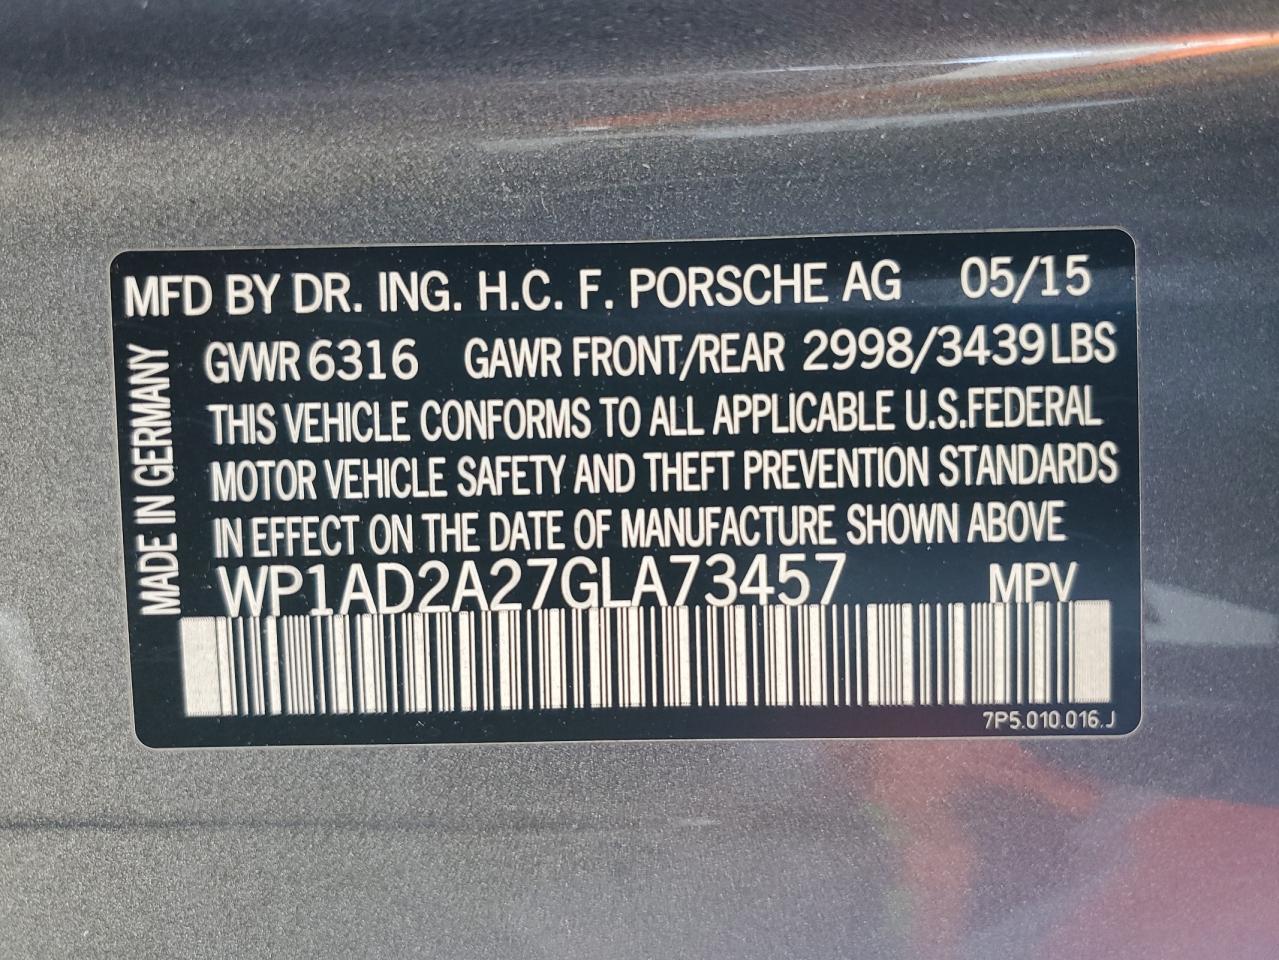 MFD BY DR. ING. H.C. F. PORSCHE AG 05/15
MADE IN GERMANY
GVWR 6316 GAWR FRONT/REAR 2998/3439LBS
THIS VEHICLE CONFORMS TO ALL APPLICABLE U.S.FEDERAL
MOTOR VEHICLE SAFETY AND THEFT PREVENTION STANDARDS
IN EFFECT ON THE DATE OF MANUFACTURE SHOWN ABOVE
WP1AD2A27GLA73457 MPV
7P5.010.016.J